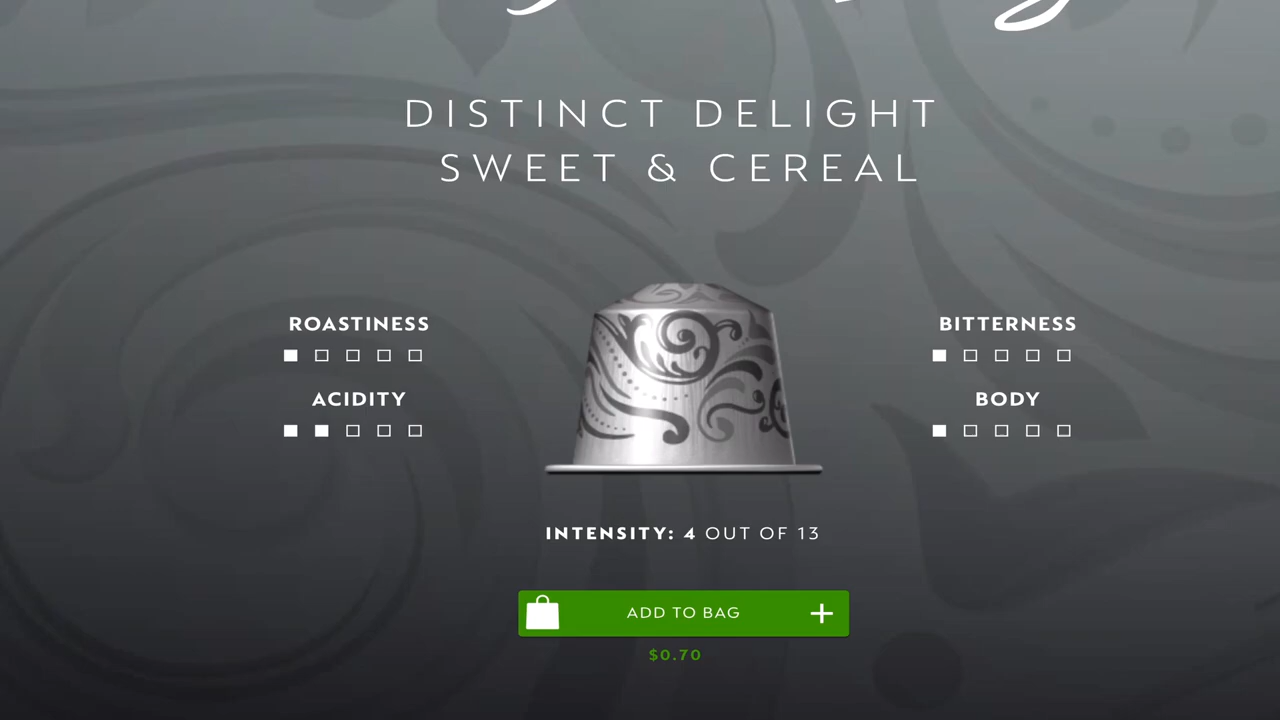 DISTINCT DELIGHT
SWEET & CEREAL
ROASTINESS
ACIDITY
BITTERNESS
BODY
INTENSITY: 4 OUT OF 13
ADD TO BAG +
$0.70